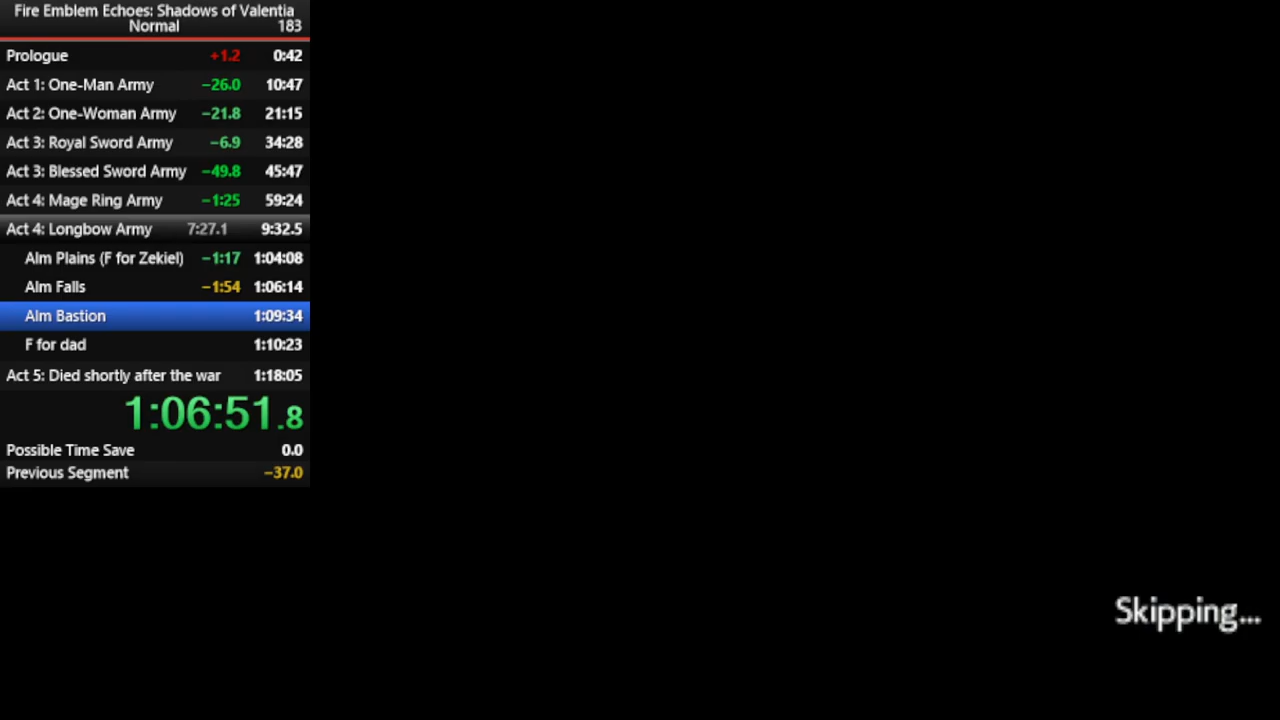 Fire Emblem Echoes: Shadows of Valentia
Normal 183
Prologue +1.2 0:42
Act 1: One-Man Army −26.0 10:47
Act 2: One-Woman Army −21.8 21:15
Act 3: Royal Sword Army −6.9 34:28
Act 3: Blessed Sword Army −49.8 45:47
Act 4: Mage Ring Army −1:25 59:24
Act 4: Longbow Army 7:27.1 9:32.5
Alm Plains (F for Zekiel) −1:17 1:04:08
Alm Falls −1:54 1:06:14
Alm Bastion 1:09:34
F for dad 1:10:23
Act 5: Died shortly after the war 1:18:05
1:06:51.8
Possible Time Save 0.0
Previous Segment −37.0
Skipping...